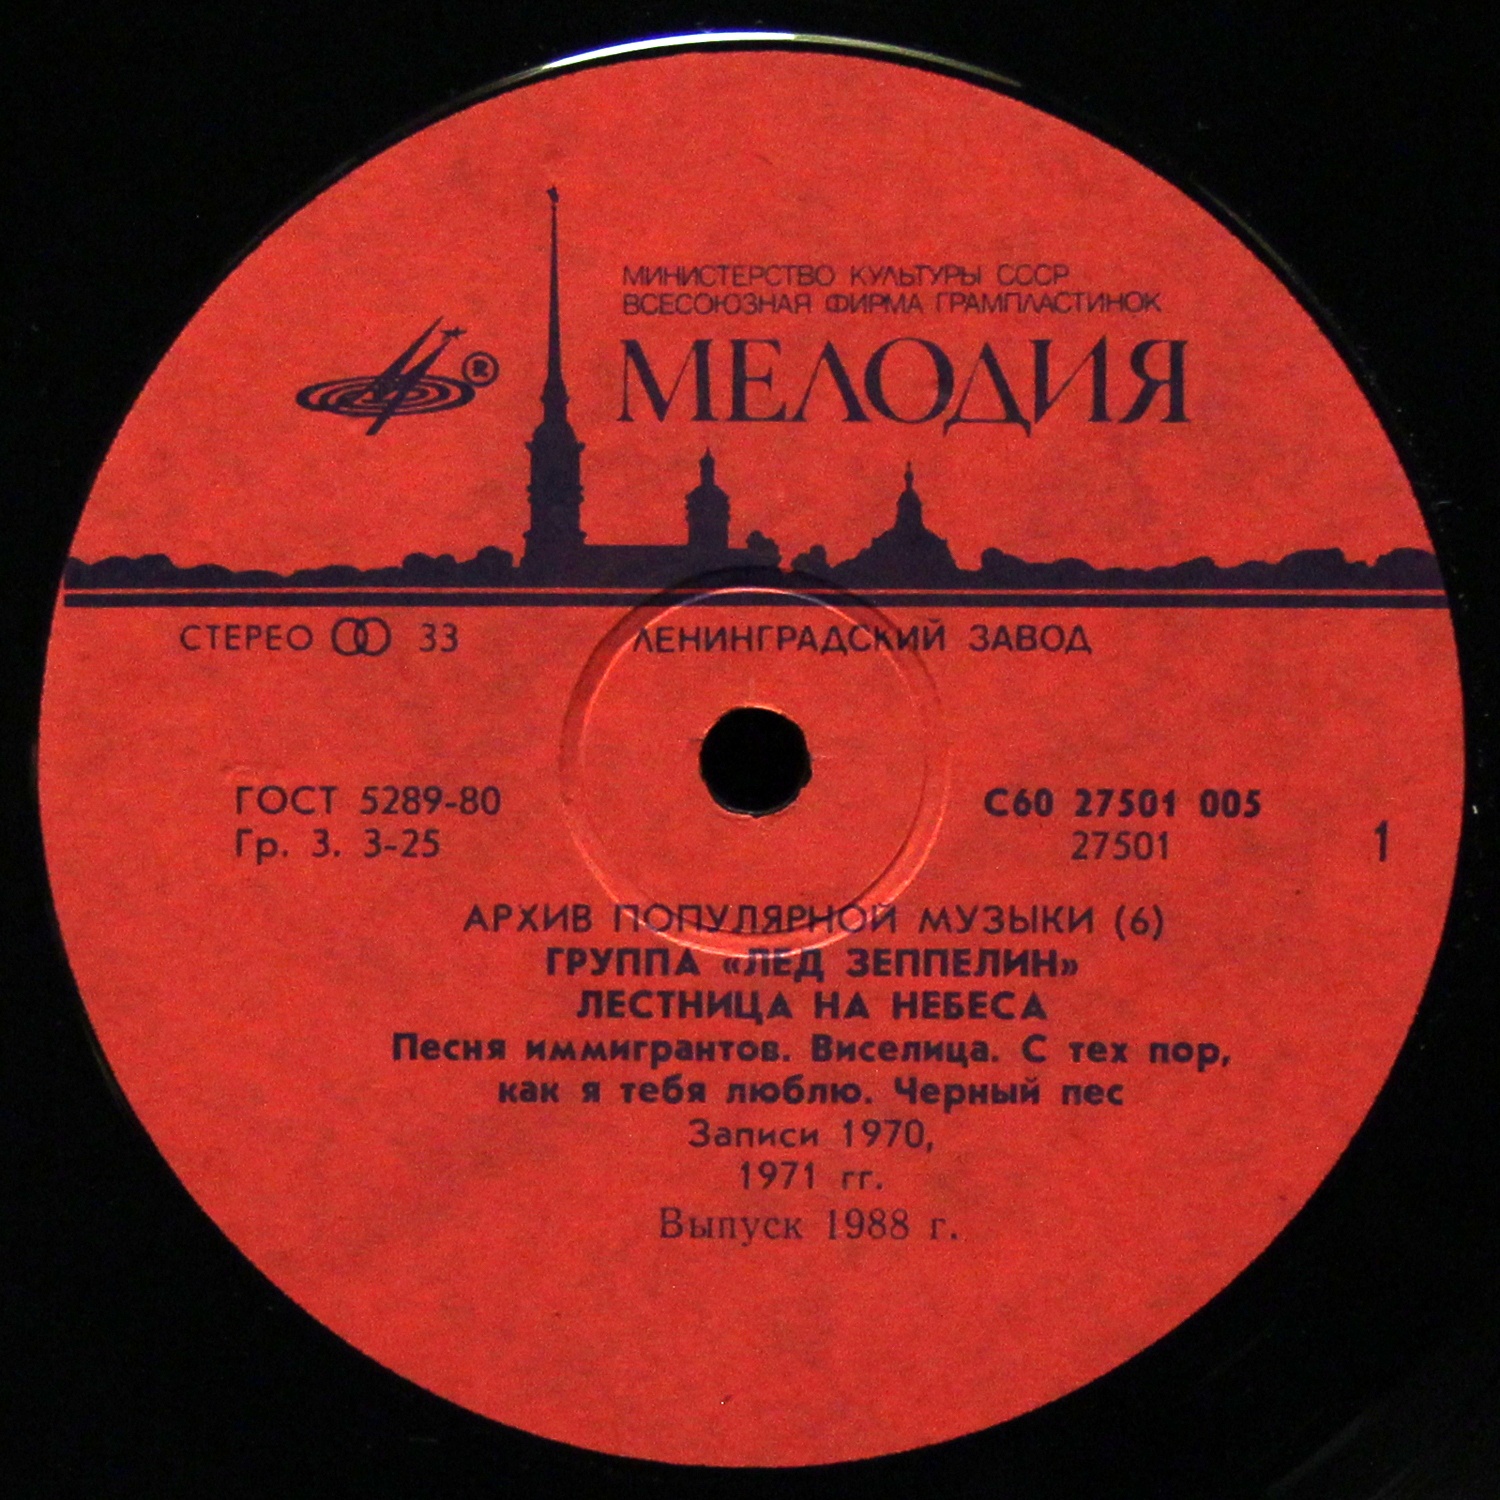 МИНИСТЕРСТВО КУЛЬТУРЫ СССР
ВСЕСОЮЗНАЯ ФИРМА ГРАМПЛАСТИНОК
®
МЕЛОДИЯ
СТЕРЕО 33
ЛЕНИНГРАДСКИЙ ЗАВОД
ГОСТ 5289-80
Гр. 3. 3-25
С60 27501 005
27501
1
АРХИВ ПОПУЛЯРНОЙ МУЗЫКИ (6)
ГРУППА «ЛЕД ЗЕППЕЛИН»
ЛЕСТНИЦА НА НЕБЕСА
Песня иммигрантов. Виселица. С тех пор,
как я тебя люблю. Черный пес
Записи 1970,
1971 гг.
Выпуск 1988 г.